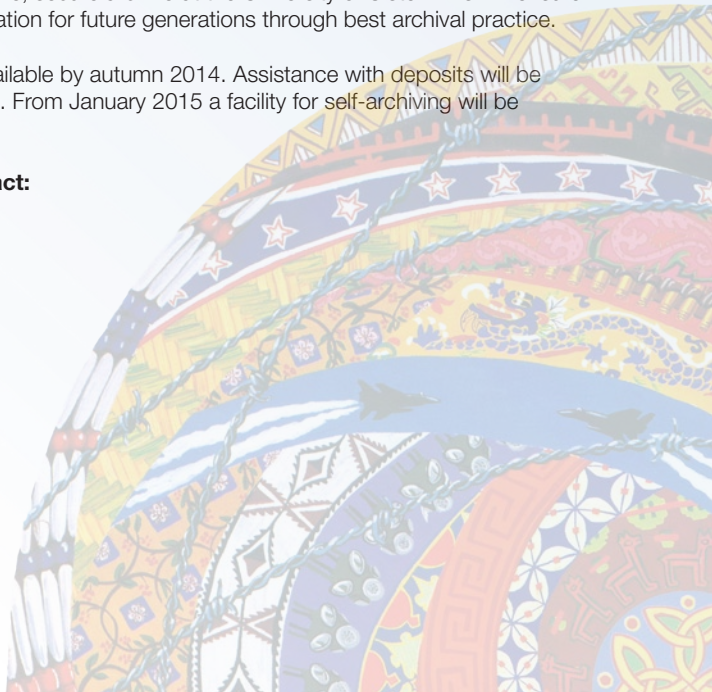 ation for future generations through best archival practice.
ailable by autumn 2014. Assistance with deposits will be
. From January 2015 a facility for self-archiving will be
act: